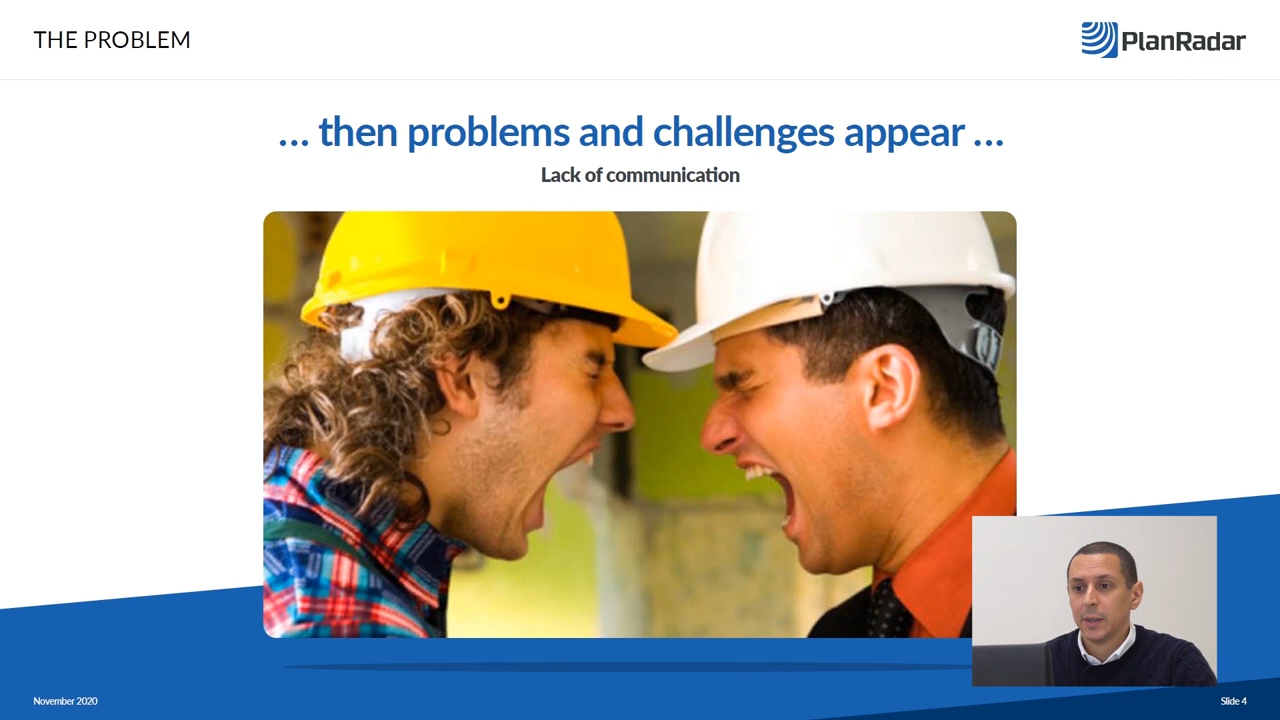 THE PROBLEM
PlanRadar
... then problems and challenges appear ...
Lack of communication
November 2020
Slide 4